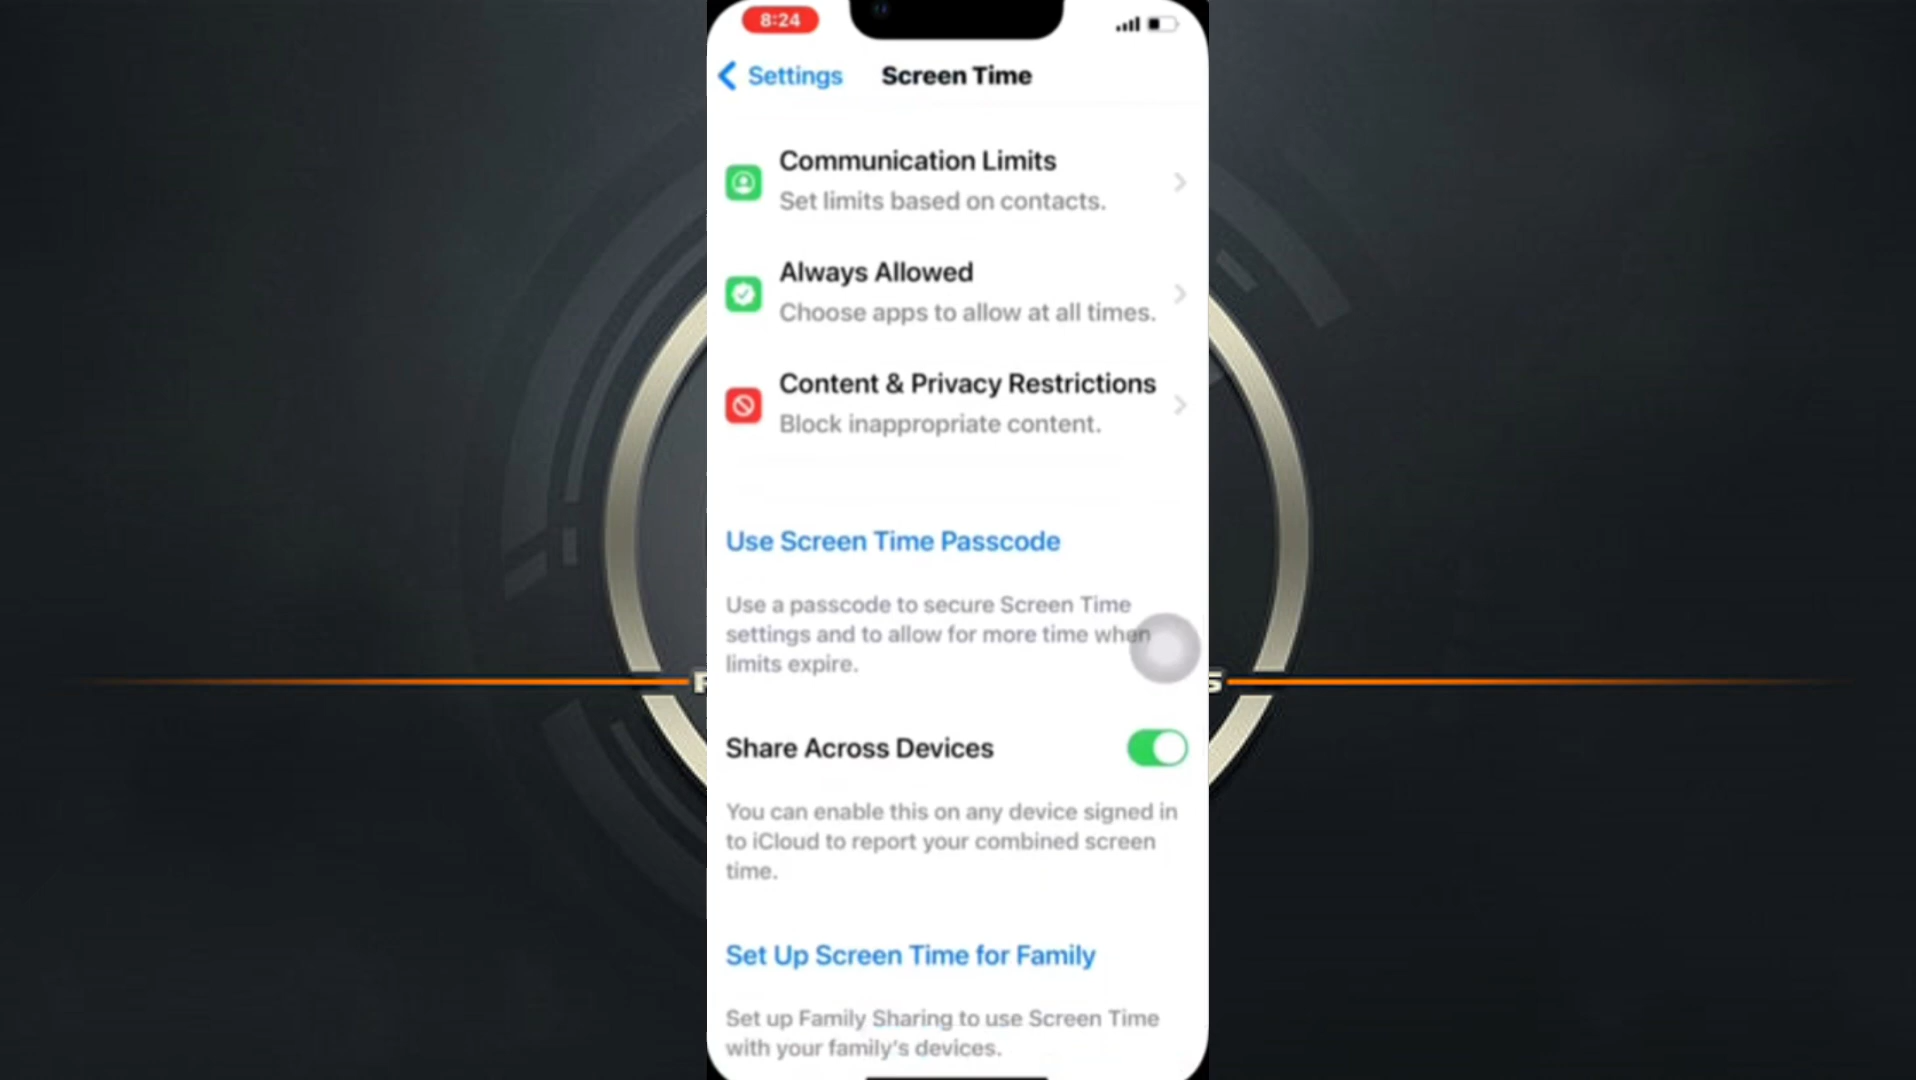 8:24
Settings
Screen Time
Communication Limits
Set limits based on contacts.
Always Allowed
Choose apps to allow at all times.
Content & Privacy Restrictions
Block inappropriate content.
Use Screen Time Passcode
Use a passcode to secure Screen Time
settings and to allow for more time when
limits expire.
Share Across Devices
You can enable this on any device signed in
to iCloud to report your combined screen
time.
Set Up Screen Time for Family
Set up Family Sharing to use Screen Time
with your family's devices.